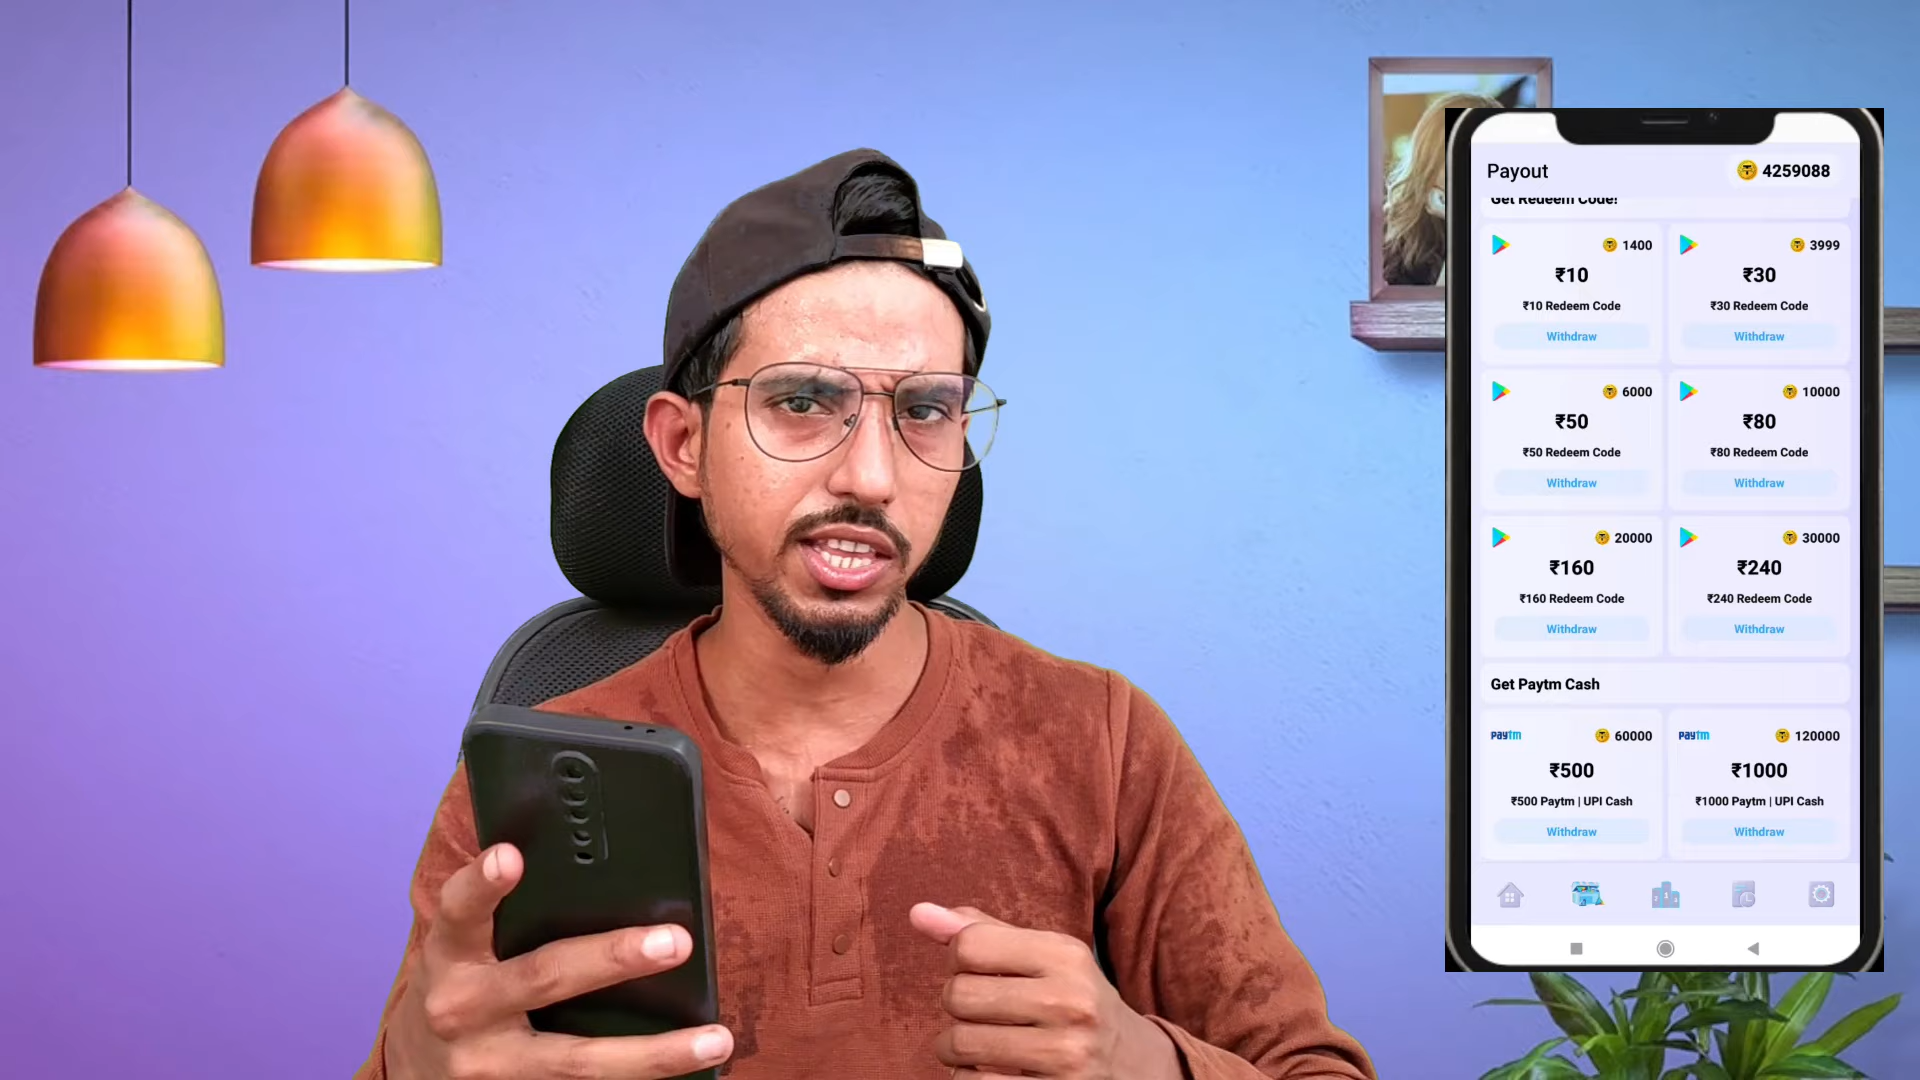 Payout
4259088
Get Redeem Code!
1400
3999
₹10
₹30
₹10 Redeem Code
₹30 Redeem Code
Withdraw
Withdraw
6000
10000
₹50
₹80
₹50 Redeem Code
₹80 Redeem Code
Withdraw
Withdraw
20000
30000
₹160
₹240
₹160 Redeem Code
₹240 Redeem Code
Withdraw
Withdraw
Get Paytm Cash
paytm
60000
paytm
120000
₹500
₹1000
₹500 Paytm | UPI Cash
₹1000 Paytm | UPI Cash
Withdraw
Withdraw